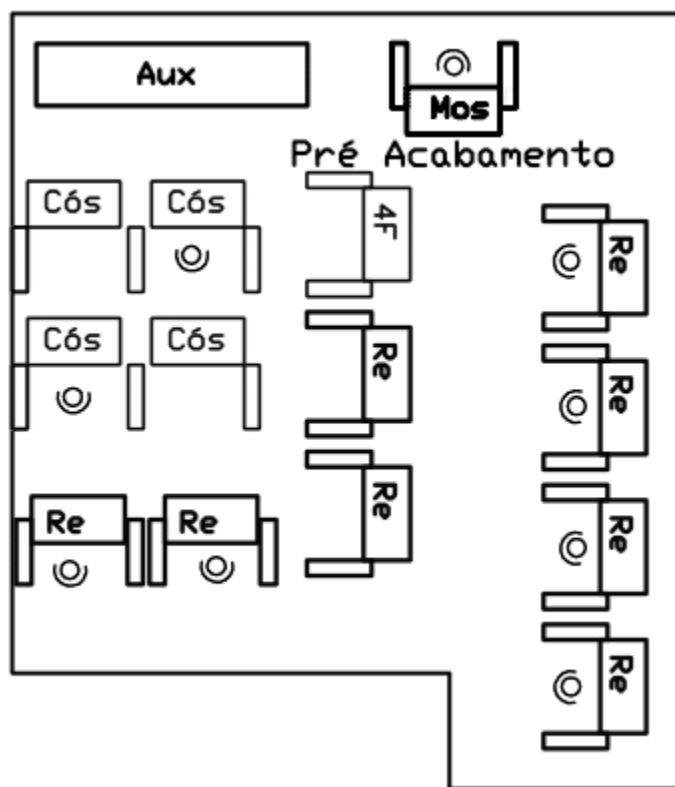 Aux
Mos
Pré Acabamento
Cós Cós
4F
Re
Cós Cós
Re
Re
Re Re
Re
Re
Re